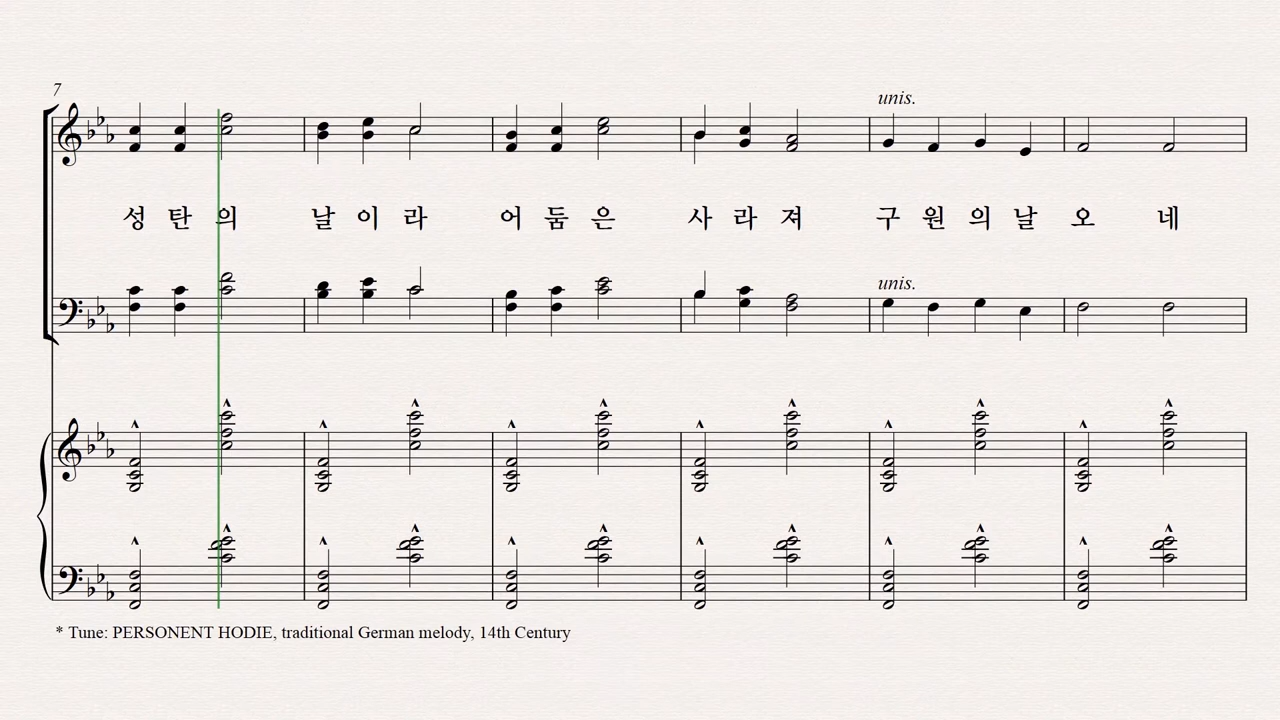 7
unis.
성 탄 의 날 이 라 어 둠 은 사 라 져 구 원 의 날 오 네
unis.
* Tune: PERSONENT HODIE, traditional German melody, 14th Century